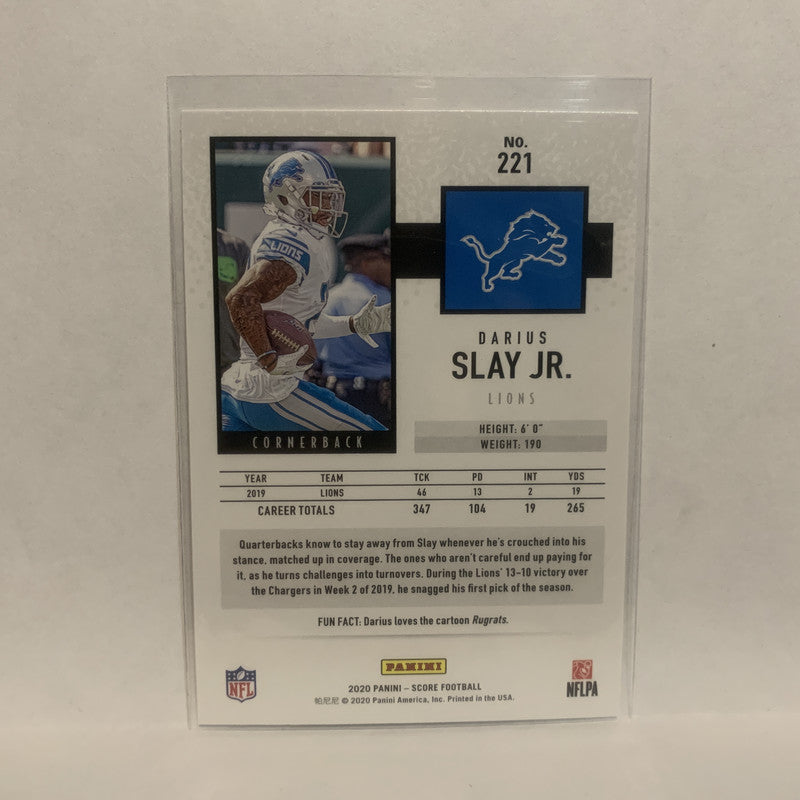 No.
221
LIONS
DARIUS
SLAY JR.
LIONS
CORNERBACK
HEIGHT: 6' 0"
WEIGHT: 190
YEAR TEAM TCK PD INT YDS
2019 LIONS 46 13 2 19
CAREER TOTALS 347 104 19 265
Quarterbacks know to stay away from Slay whenever he's crouched into his
stance, matched up in coverage. The ones who aren't careful end up paying for
it, as he turns challenges into turnovers. During the Lions' 13–10 victory over
the Chargers in Week 2 of 2019, he snagged his first pick of the season.
FUN FACT: Darius loves the cartoon Rugrats.
NFL
PANINI
NFLPA
2020 PANINI – SCORE FOOTBALL
帕尼尼 © 2020 Panini America, Inc. Printed in the USA.